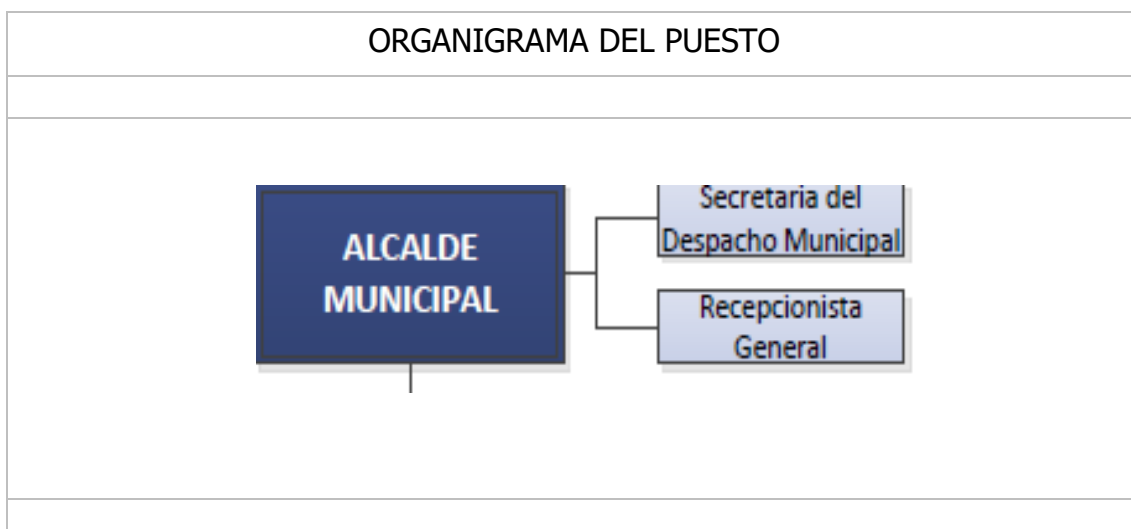 ORGANIGRAMA DEL PUESTO
ALCALDE
MUNICIPAL
Secretaria del
Despacho Municipal
Recepcionista
General